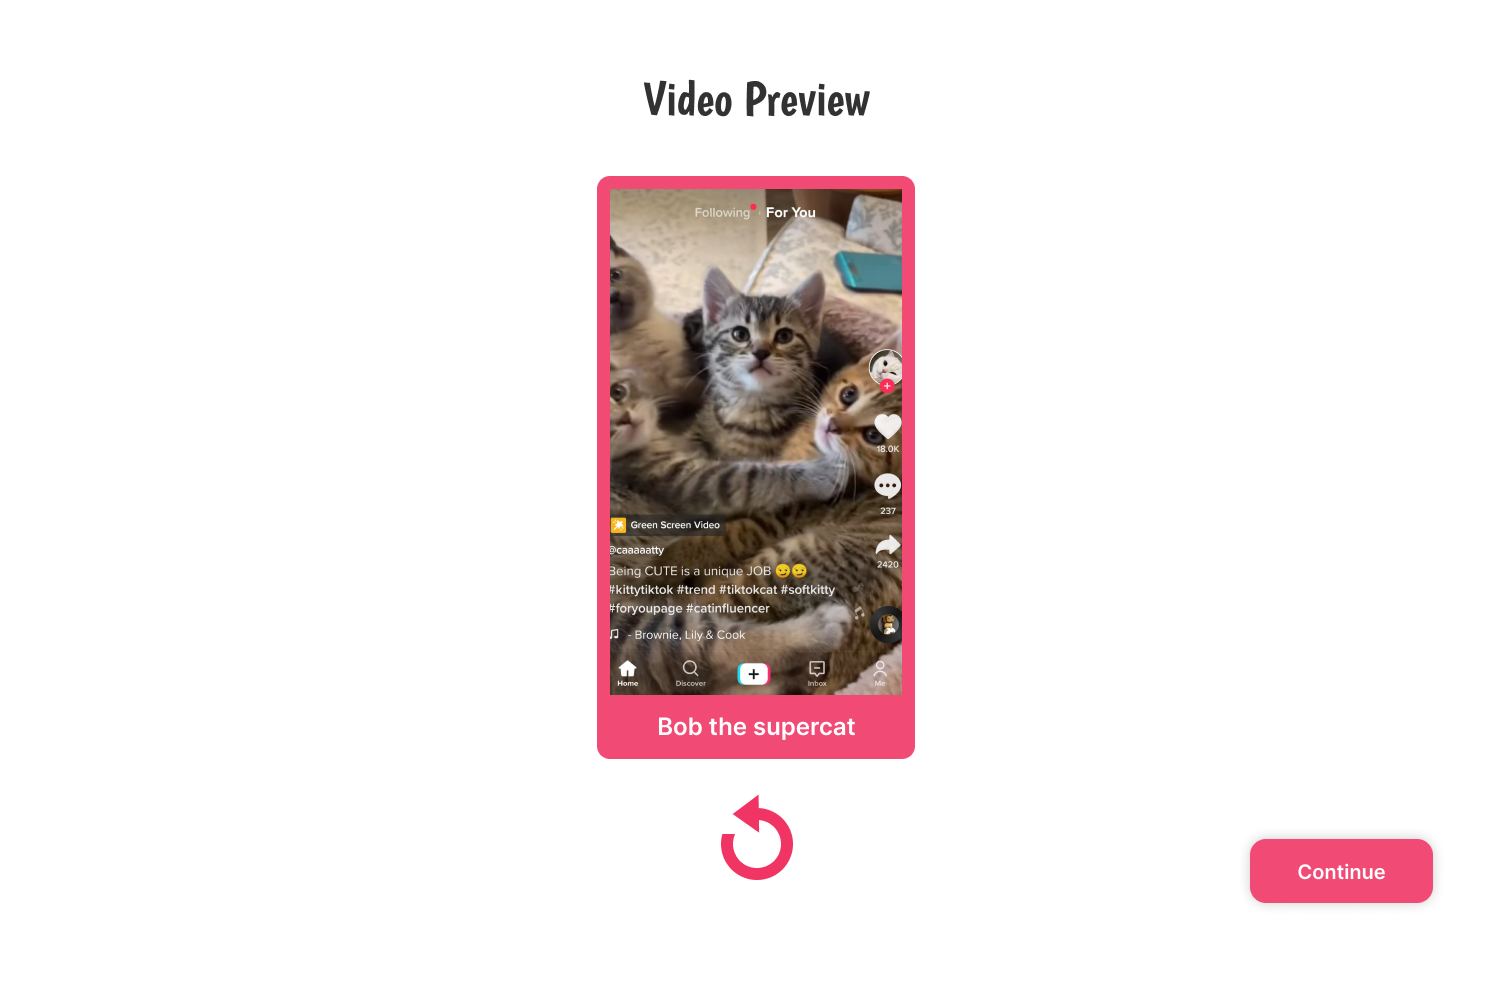 Video Preview
Following For You
18.0K
237
2420
Green Screen Video
@caaaaatty
Being CUTE is a unique JOB 😏😏
#kittytiktok #trend #tiktokcat #softkitty
#foryoupage #catinfluencer
- Brownie, Lily & Cook
Home Discover Inbox Me
Bob the supercat
Continue